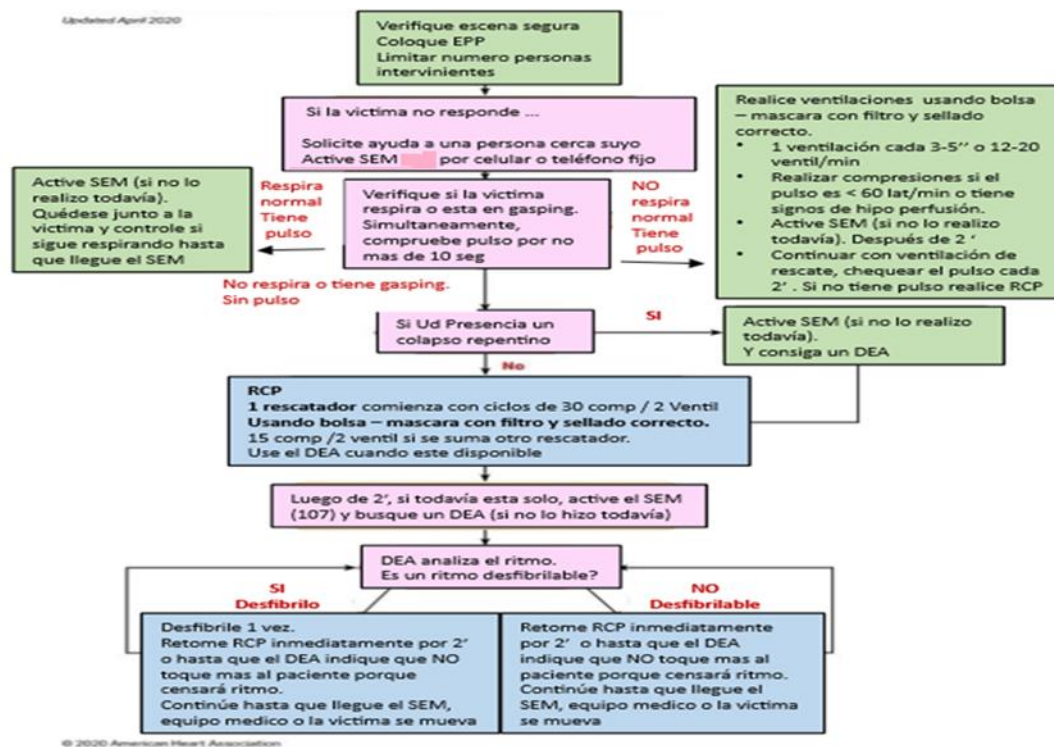 Updated April 2020
Verifique escena segura
Coloque EPP
Limitar numero personas
intervinientes
Si la victima no responde ...
Solicite ayuda a una persona cerca suyo
Active SEM por celular o teléfono fijo
Realice ventilaciones usando bolsa
– mascara con filtro y sellado
correcto.
• 1 ventilación cada 3-5’’ o 12-20
ventil/min
• Realizar compresiones si el
pulso es < 60 lat/min o tiene
signos de hipo perfusión.
• Active SEM (si no lo realizo
todavía). Después de 2 ‘
• Continuar con ventilación de
rescate, chequear el pulso cada
2’ . Si no tiene pulso realice RCP
Active SEM (si no lo
realizo todavía).
Quédese junto a la
victima y controle si
sigue respirando hasta
que llegue el SEM
Respira
normal
Tiene
pulso
Verifique si la victima
respira o esta en gasping.
Simultaneamente,
compruebe pulso por no
mas de 10 seg
NO
respira
normal
Tiene
pulso
No respira o tiene gasping.
Sin pulso
Si Ud Presencia un
colapso repentino
SI
Active SEM (si no lo realizo
todavía).
Y consiga un DEA
No
RCP
1 rescatador comienza con ciclos de 30 comp / 2 Ventil
Usando bolsa – mascara con filtro y sellado correcto.
15 comp /2 ventil si se suma otro rescatador.
Use el DEA cuando este disponible
Luego de 2’, si todavía esta solo, active el SEM
(107) y busque un DEA (si no lo hizo todavía)
DEA analiza el ritmo.
Es un ritmo desfibrilable?
SI
Desfibrilo
NO
Desfibrilable
Desfibrile 1 vez.
Retome RCP inmediatamente por 2’
o hasta que el DEA indique que NO
toque mas al paciente porque
censará ritmo.
Continúe hasta que llegue el SEM,
equipo medico o la victima se mueva
Retome RCP inmediatamente
por 2’ o hasta que el DEA
indique que NO toque mas al
paciente porque censará ritmo.
Continúe hasta que llegue el
SEM, equipo medico o la victima
se mueva
© 2020 American Heart Association